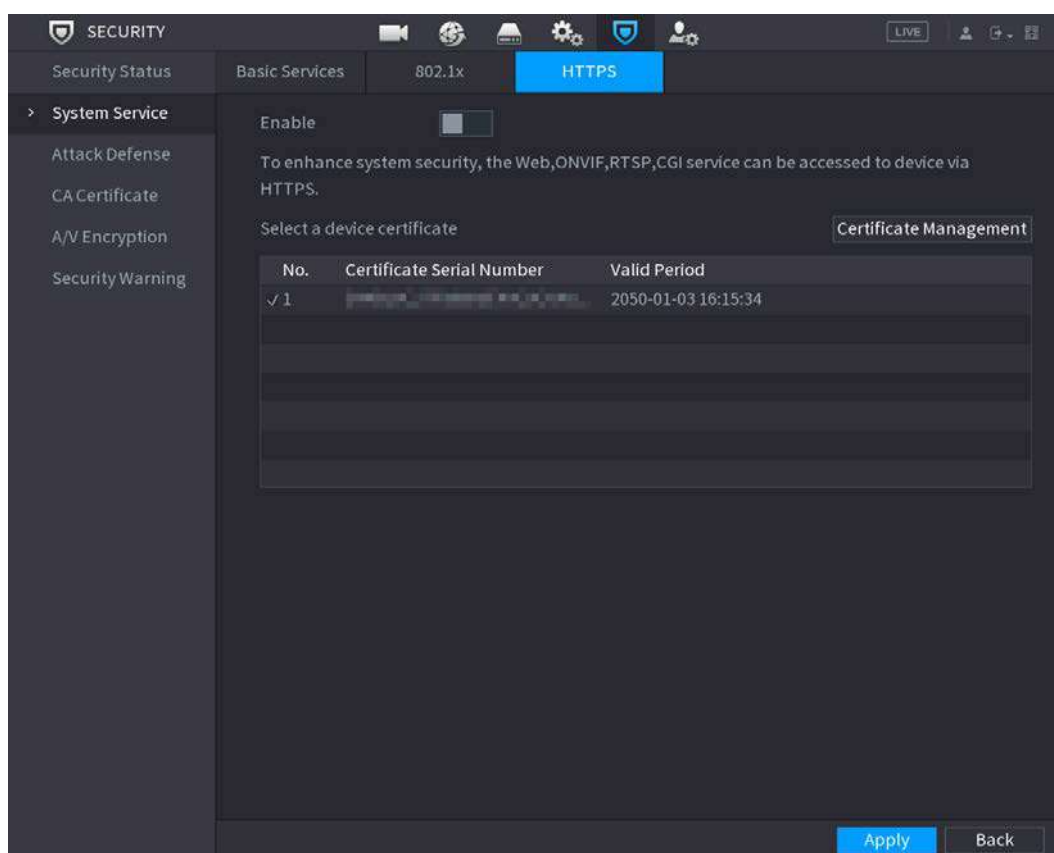 SECURITY
LIVE
Security Status
Basic Services
802.1x
HTTPS
System Service
Attack Defense
CA Certificate
A/V Encryption
Security Warning
Enable
To enhance system security, the Web,ONVIF,RTSP,CGI service can be accessed to device via
HTTPS.
Select a device certificate
Certificate Management
No. Certificate Serial Number Valid Period
1 2050-01-03 16:15:34
Apply
Back